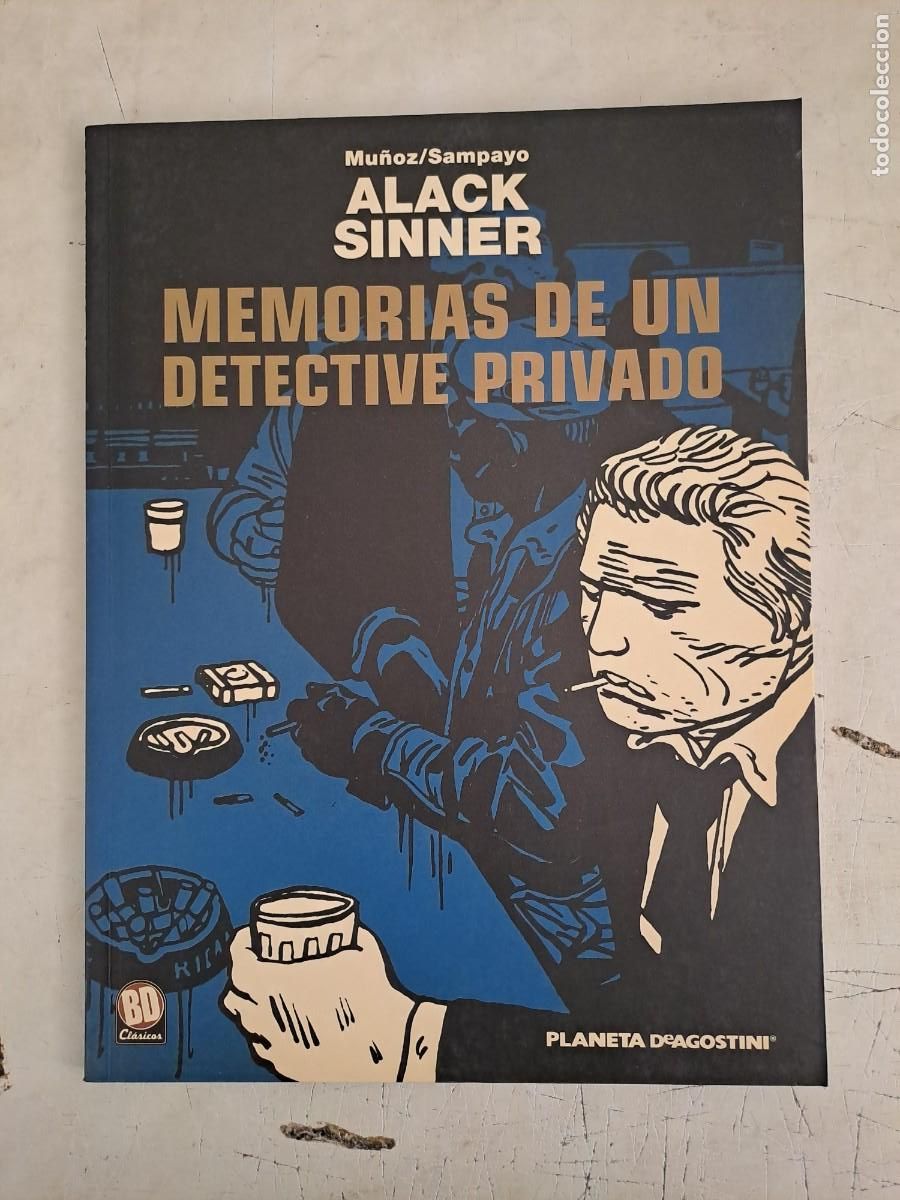 Muñoz/Sampayo
ALACK
SINNER
MEMORIAS DE UN
DETECTIVE PRIVADO
BD
Clásicos
PLANETA DeAGOSTINI®
todocoleccion